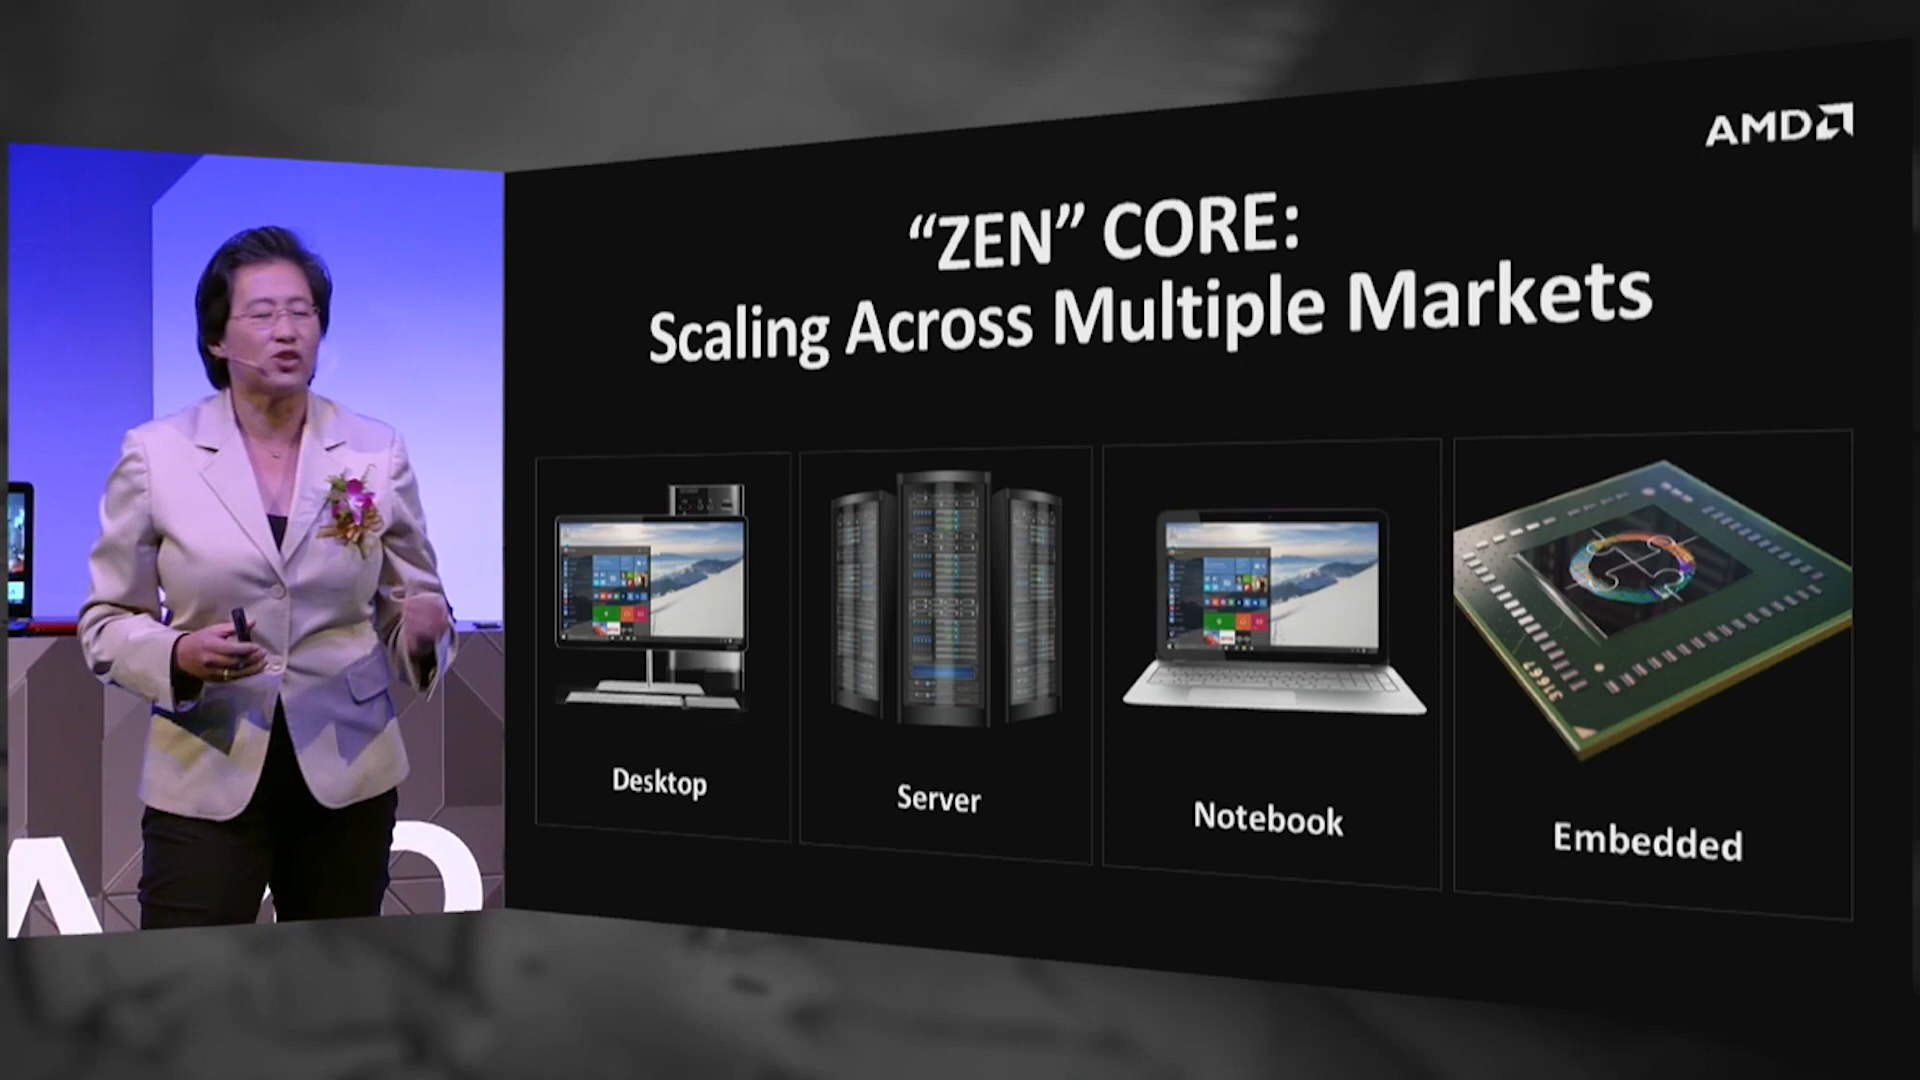 AMD
“ZEN” CORE:
Scaling Across Multiple Markets
Desktop
Server
Notebook
Embedded